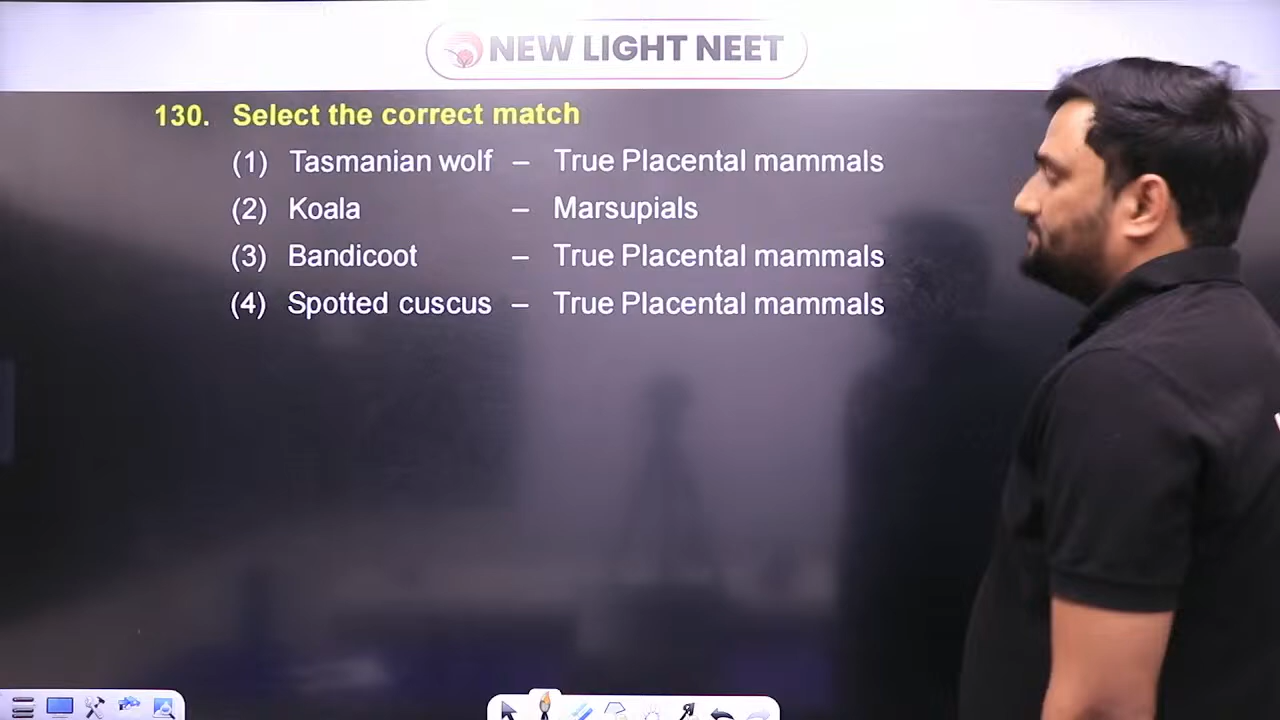 NEW LIGHT NEET
130. Select the correct match
(1) Tasmanian wolf – True Placental mammals
(2) Koala – Marsupials
(3) Bandicoot – True Placental mammals
(4) Spotted cuscus – True Placental mammals